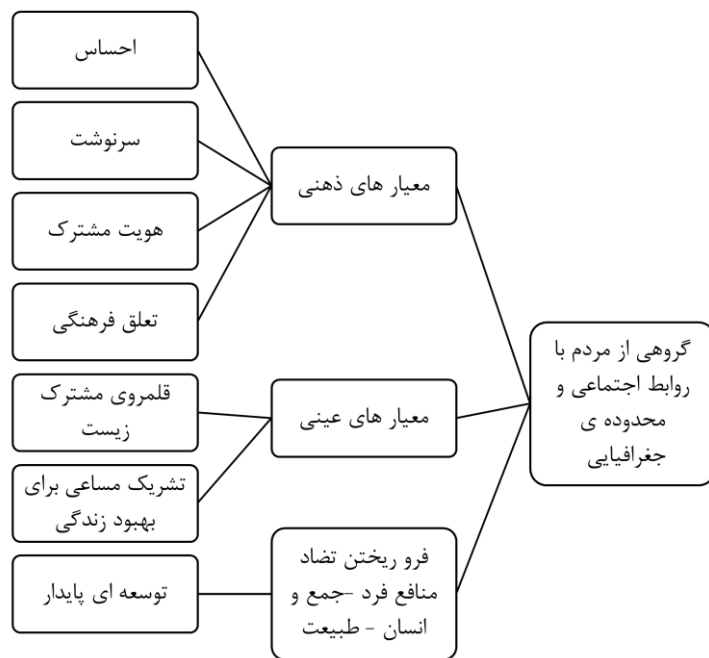 گروهی از مردم با
روابط اجتماعی و
محدوده ی
جغرافیایی
معیار های ذهنی
احساس
سرنوشت
هویت مشترک
تعلق فرهنگی
معیار های عینی
قلمروی مشترک
زیست
تشریک مساعی برای
بهبود زندگی
فرو ریختن تضاد
منافع فرد -جمع و
انسان - طبیعت
توسعه ای پایدار